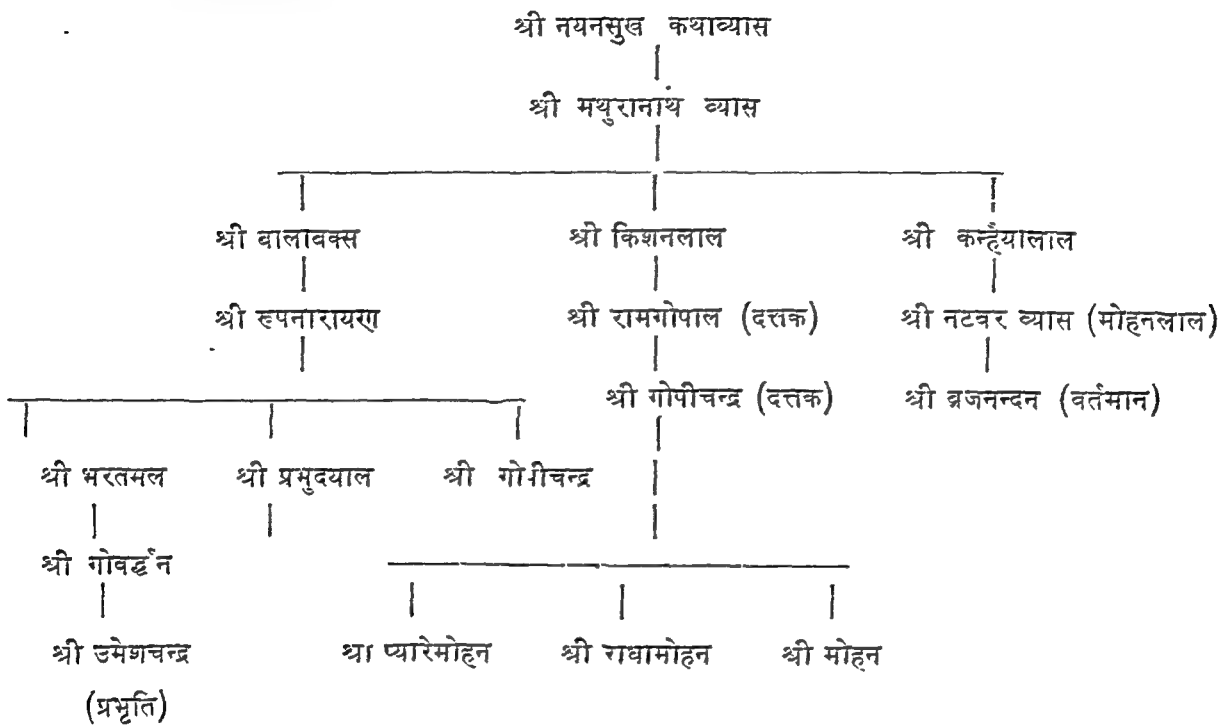 श्री नयनसुख कथाव्यास
श्री मथुरानाथ व्यास
श्री बालाबक्स श्री किशनलाल श्री कन्हैयालाल
श्री रूपनारायण श्री रामगोपाल (दत्तक) श्री नटवर व्यास (मोहनलाल)
श्री गोपीचन्द्र (दत्तक) श्री व्रजनन्दन (वर्तमान)
श्री भरतमल श्री प्रभुदयाल श्री गोपीचन्द्र
श्री गोवर्द्धन
श्री उमेशचन्द्र श्री प्यारेमोहन श्री राधामोहन श्री मोहन
(प्रभृति)